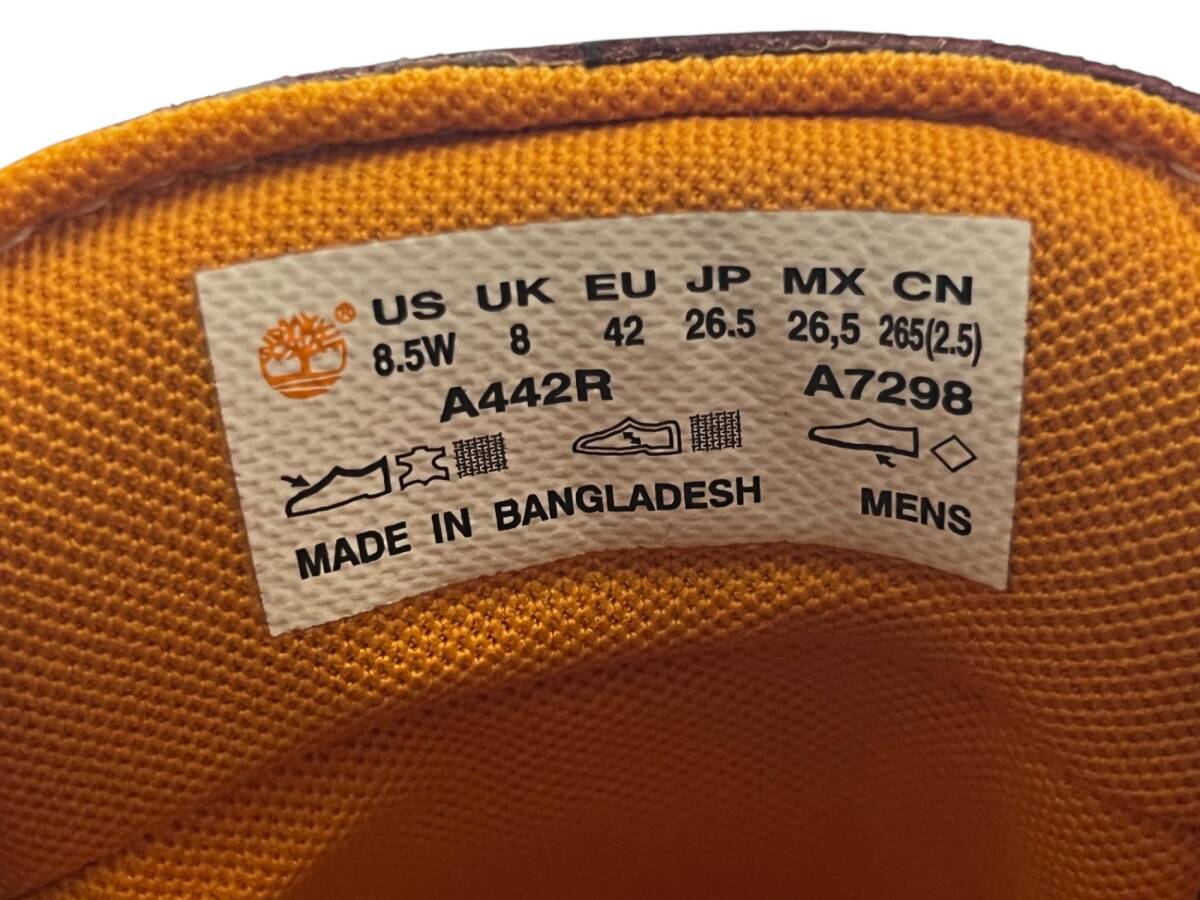 ® US UK EU JP MX CN
8.5W 8 42 26.5 26,5 265(2.5)
A442R A7298
MADE IN BANGLADESH MENS